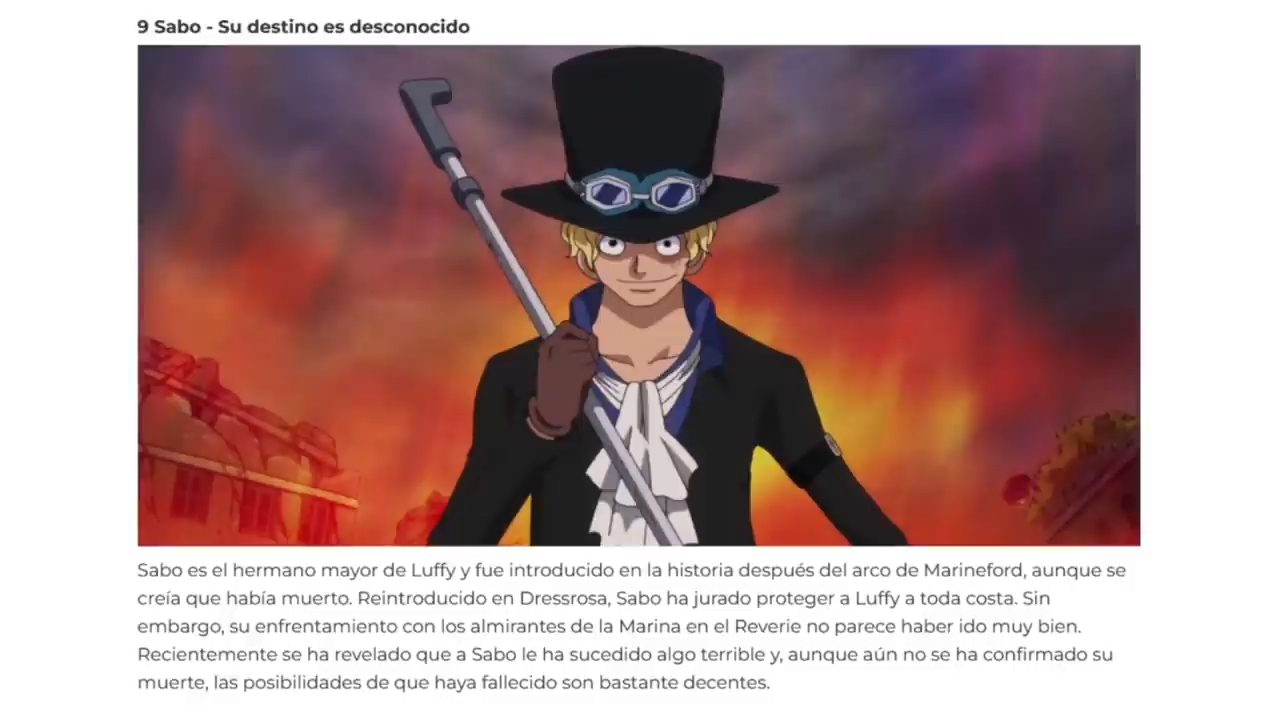 9 Sabo - Su destino es desconocido
Sabo es el hermano mayor de Luffy y fue introducido en la historia después del arco de Marineford, aunque se
creía que había muerto. Reintroducido en Dressrosa, Sabo ha jurado proteger a Luffy a toda costa. Sin
embargo, su enfrentamiento con los almirantes de la Marina en el Reverie no parece haber ido muy bien.
Recientemente se ha revelado que a Sabo le ha sucedido algo terrible y, aunque aún no se ha confirmado su
muerte, las posibilidades de que haya fallecido son bastante decentes.